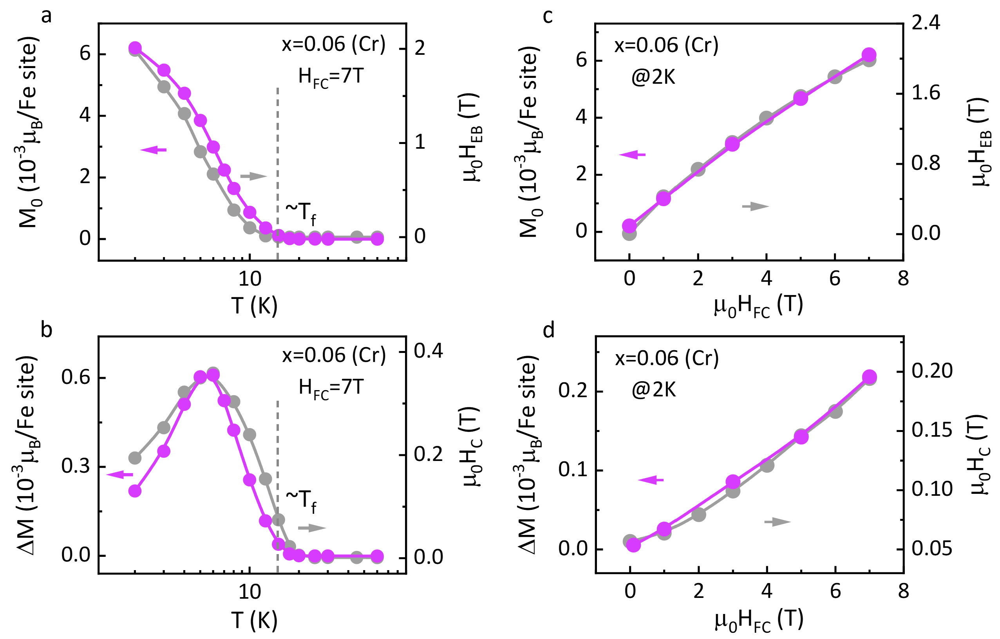 a
x=0.06 (Cr)
H_FC=7T
M_0 (10^-3 μ_B/Fe site)
6
4
2
0
μ_0H_EB (T)
2
1
0
~T_f
10
T (K)
c
x=0.06 (Cr)
@2K
M_0 (10^-3 μ_B/Fe site)
6
4
2
0
μ_0H_EB (T)
2.4
1.6
0.8
0.0
0 2 4 6 8
μ_0H_FC (T)
b
x=0.06 (Cr)
H_FC=7T
ΔM (10^-3 μ_B/Fe site)
0.6
0.3
0.0
μ_0H_C (T)
0.4
0.2
0.0
~T_f
10
T (K)
d
x=0.06 (Cr)
@2K
ΔM (10^-3 μ_B/Fe site)
0.2
0.1
0.0
μ_0H_C (T)
0.20
0.15
0.10
0.05
0 2 4 6 8
μ_0H_FC (T)